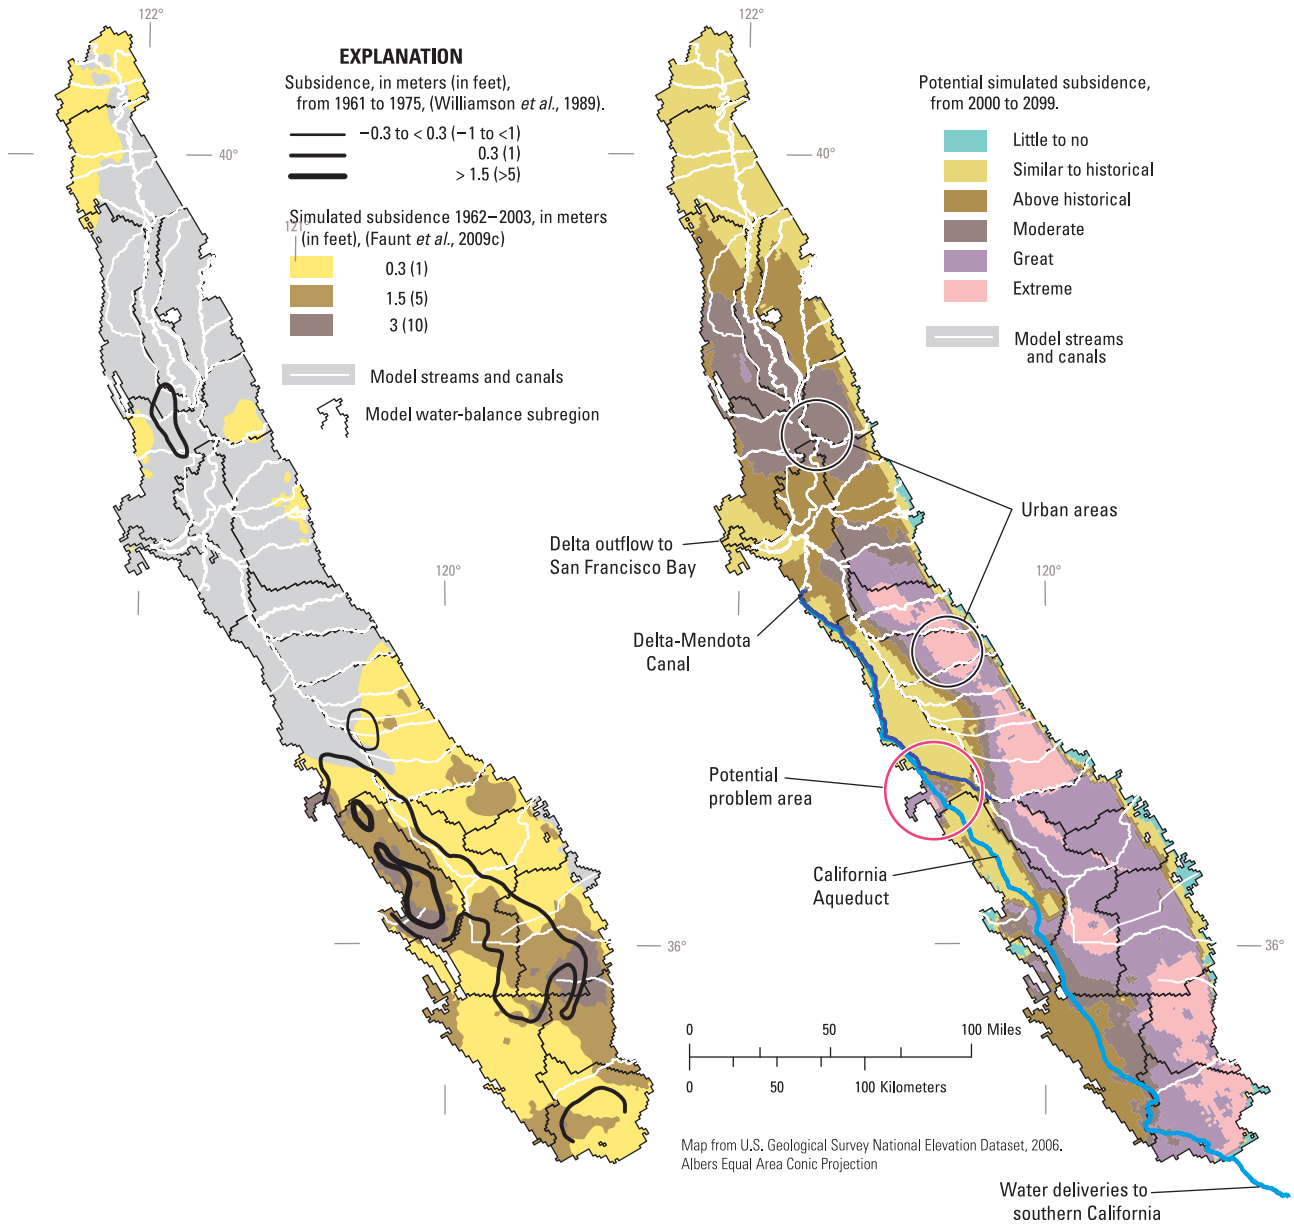 122°
EXPLANATION
Subsidence, in meters (in feet),
from 1961 to 1975, (Williamson et al., 1989).
−0.3 to < 0.3 (−1 to <1)
0.3 (1)
> 1.5 (>5)
40°
Simulated subsidence 1962–2003, in meters
(in feet), (Faunt et al., 2009c)
121°
0.3 (1)
1.5 (5)
3 (10)
Model streams and canals
Model water-balance subregion
120°
36°
122°
Potential simulated subsidence,
from 2000 to 2099.
Little to no
Similar to historical
Above historical
Moderate
Great
Extreme
Model streams
and canals
40°
Urban areas
Delta outflow to
San Francisco Bay
120°
Delta-Mendota
Canal
Potential
problem area
California
Aqueduct
36°
0 50 100 Miles
0 50 100 Kilometers
Map from U.S. Geological Survey National Elevation Dataset, 2006.
Albers Equal Area Conic Projection
Water deliveries to
southern California